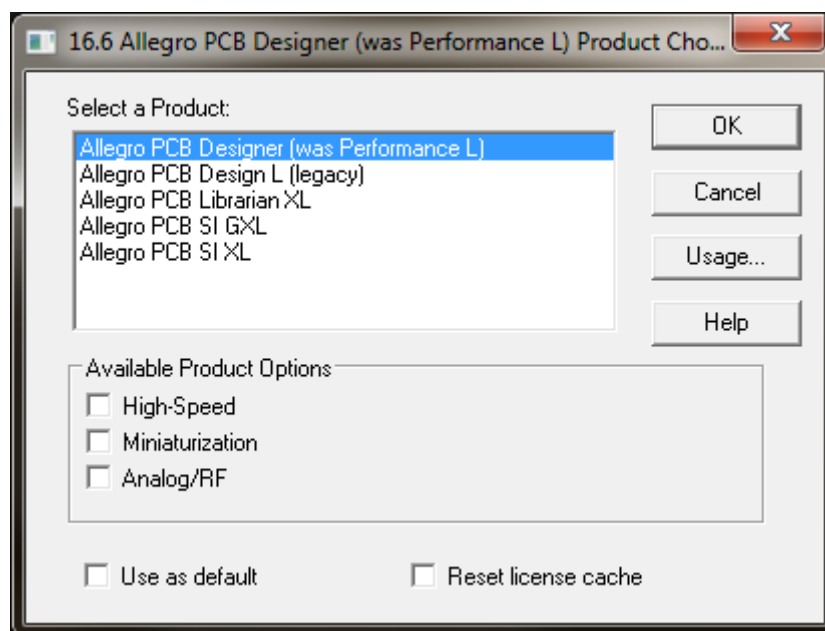 16.6 Allegro PCB Designer (was Performance L) Product Cho...
Select a Product:
Allegro PCB Designer (was Performance L)
Allegro PCB Design L (legacy)
Allegro PCB Librarian XL
Allegro PCB SI GXL
Allegro PCB SI XL
OK
Cancel
Usage...
Help
Available Product Options
High-Speed
Miniaturization
Analog/RF
Use as default
Reset license cache